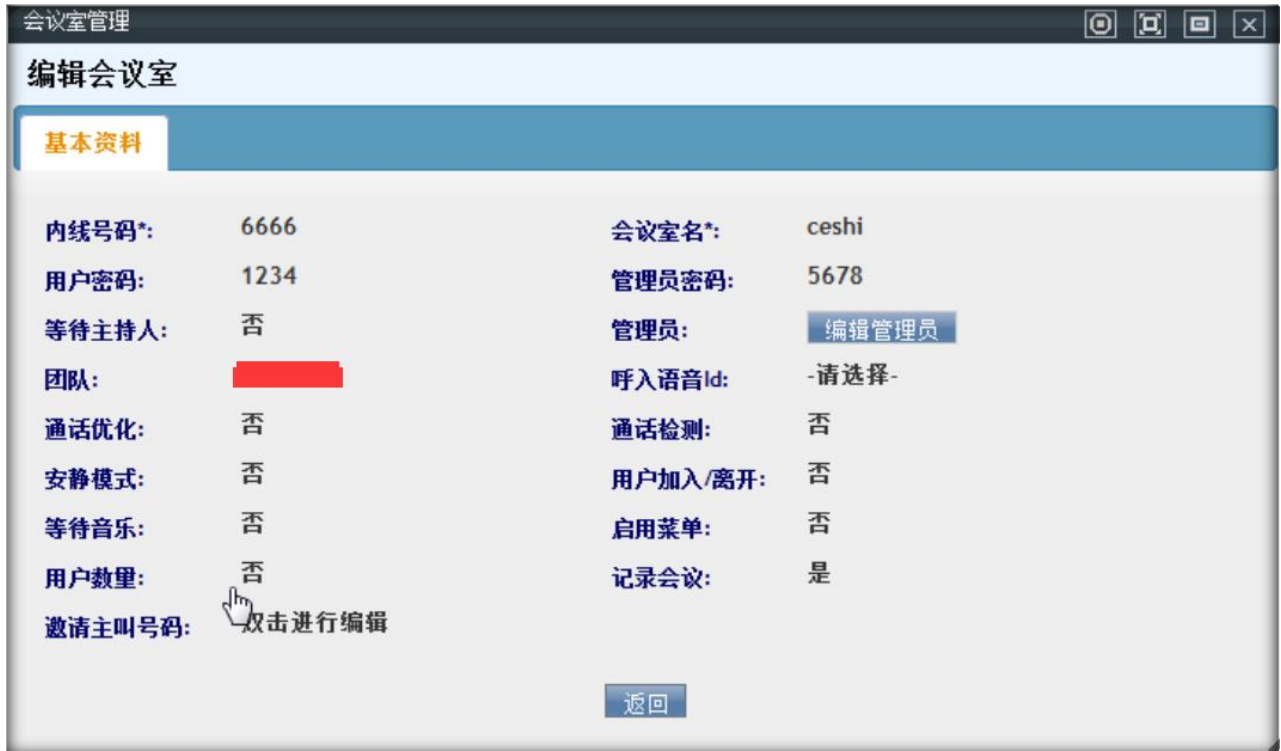 会议室管理
编辑会议室
基本资料
内线号码*: 6666 会议室名*: ceshi
用户密码: 1234 管理员密码: 5678
等待主持人: 否 管理员: 编辑管理员
团队: 呼入语音Id: -请选择-
通话优化: 否 通话检测: 否
安静模式: 否 用户加入/离开: 否
等待音乐: 否 启用菜单: 否
用户数里: 否 记录会议: 是
邀请主叫号码: 双击进行编辑
返回